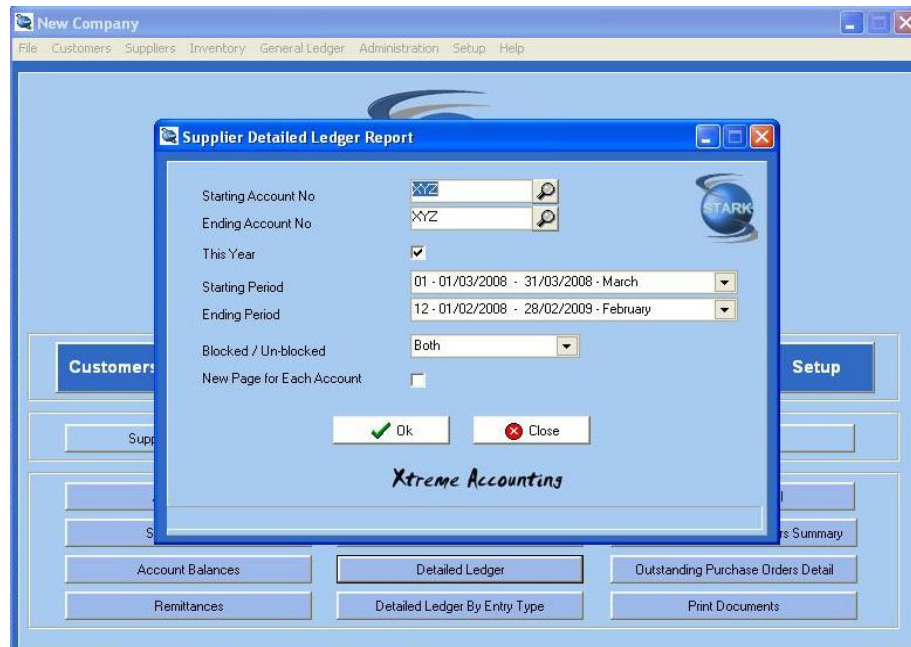 New Company
File Customers Suppliers Inventory General Ledger Administration Setup Help
Supplier Detailed Ledger Report
Starting Account No XYZ
STARK
Ending Account No XYZ
This Year
Starting Period 01 - 01/03/2008 - 31/03/2008 - March
Ending Period 12 - 01/02/2008 - 28/02/2009 - February
Blocked / Un-blocked Both
Customers Setup
New Page for Each Account
Ok Close
Xtreme Accounting
rs Summary
Account Balances Detailed Ledger Outstanding Purchase Orders Detail
Remittances Detailed Ledger By Entry Type Print Documents